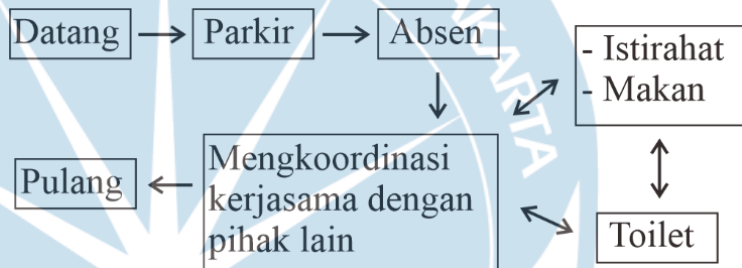 Datang
Parkir
Absen
- Istirahat
- Makan
Mengkoordinasi
kerjasama dengan
pihak lain
Pulang
Toilet